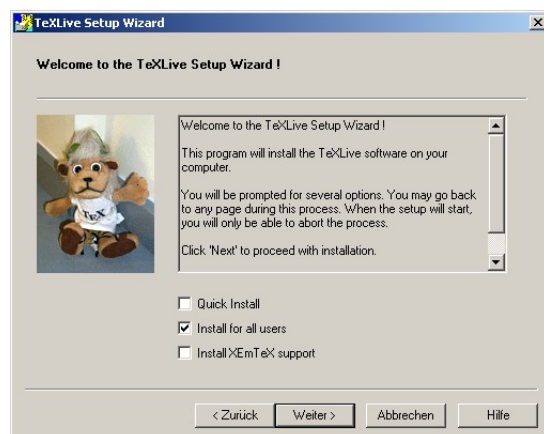 TeXLive Setup Wizard
Welcome to the TeXLive Setup Wizard !
Welcome to the TeXLive Setup Wizard !
This program will install the TeXLive software on your
computer.
You will be prompted for several options. You may go back
to any page during this process. When the setup will start,
you will only be able to abort the process.
Click 'Next' to proceed with installation.
TEX
Quick Install
Install for all users
Install XEmTeX support
< Zurück
Weiter >
Abbrechen
Hilfe